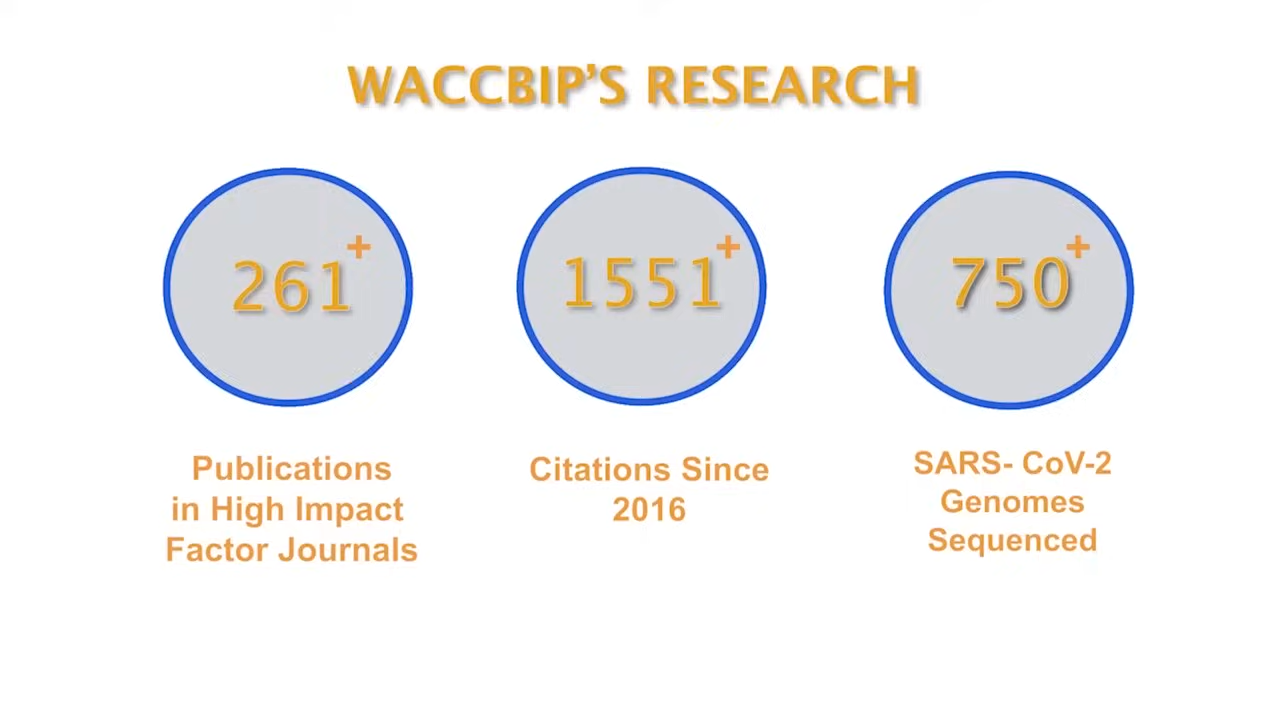 WACCBIP'S RESEARCH
261+
1551+
750+
Publications
in High Impact
Factor Journals
Citations Since
2016
SARS- CoV-2
Genomes
Sequenced